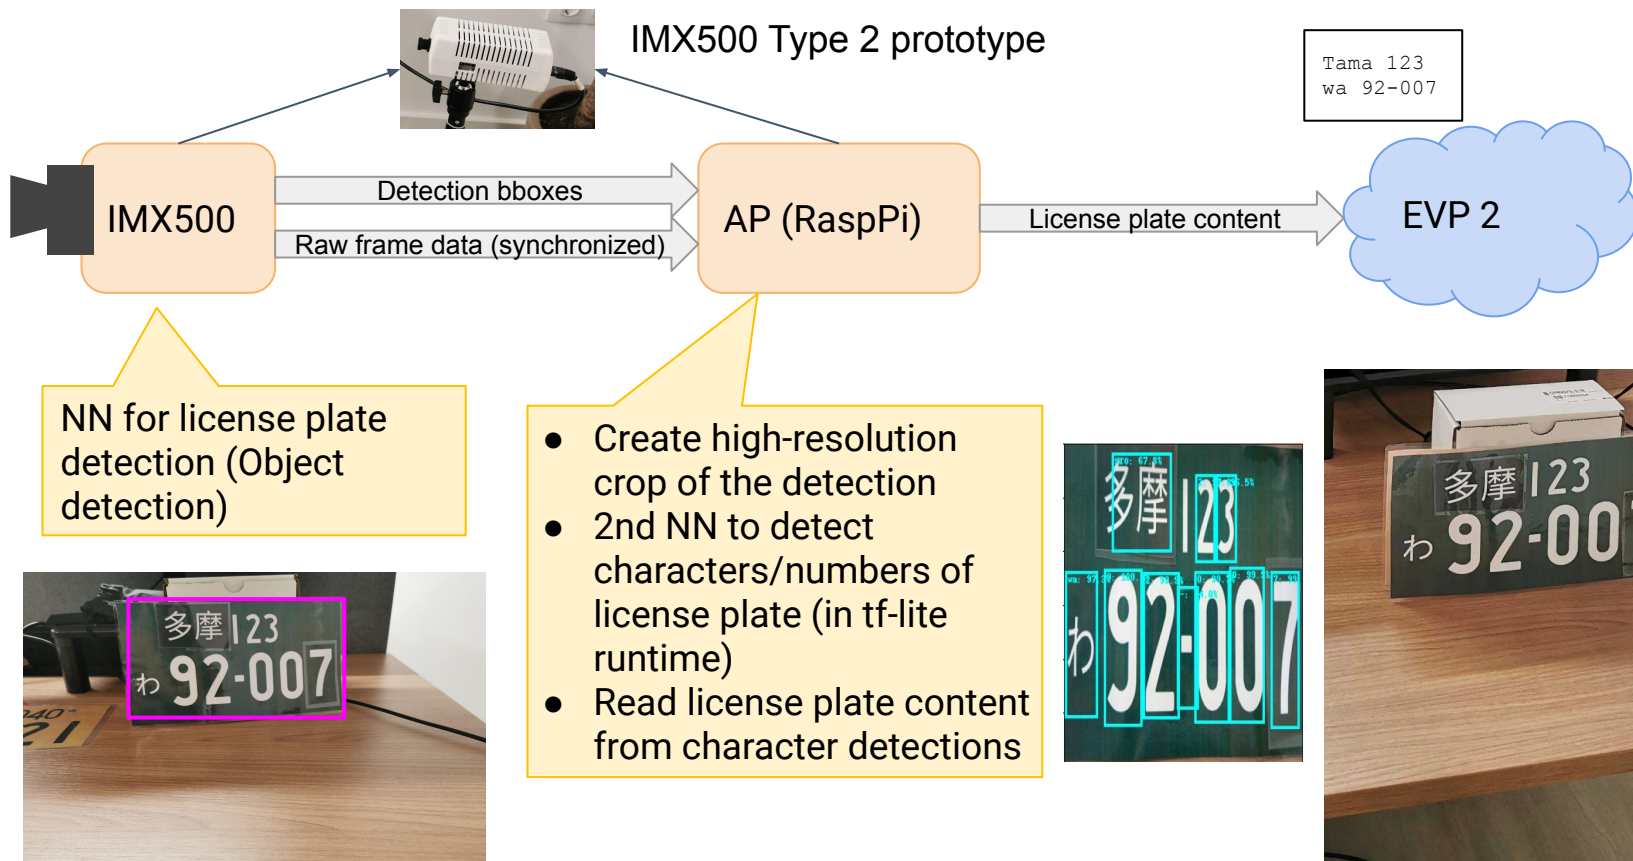 IMX500 Type 2 prototype
Tama 123
wa 92-007
IMX500
Detection bboxes
Raw frame data (synchronized)
AP (RaspPi)
License plate content
EVP 2
NN for license plate
detection (Object
detection)
● Create high-resolution
crop of the detection
● 2nd NN to detect
characters/numbers of
license plate (in tf-lite
runtime)
● Read license plate content
from character detections
多摩 123
わ 92-007
多摩 123
わ 92-007
多摩 123
わ 92-00